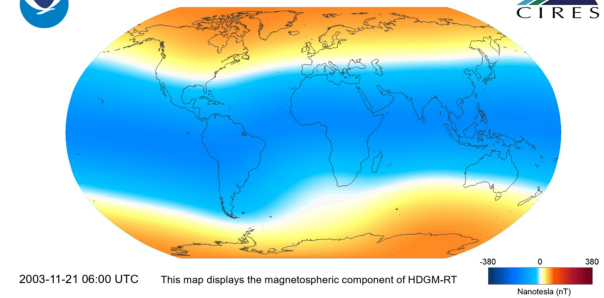 CIRES
2003-11-21 06:00 UTC
This map displays the magnetospheric component of HDGM-RT
-380 0 380
Nanotesla (nT)